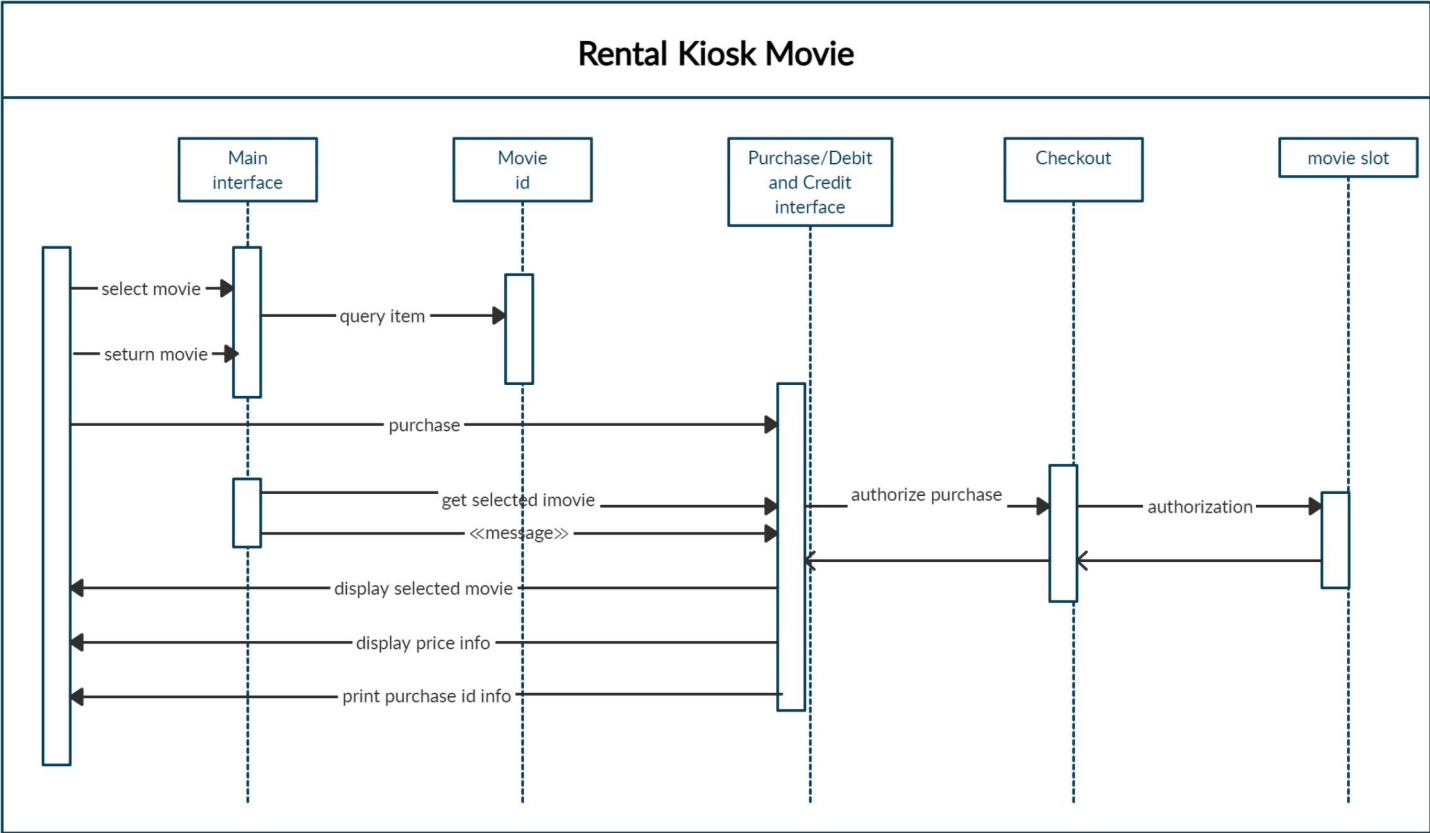 Rental Kiosk Movie
Main
interface
Movie
id
Purchase/Debit
and Credit
interface
Checkout
movie slot
select movie
query item
seturn movie
purchase
get selected imovie
authorize purchase
authorization
≪message≫
display selected movie
display price info
print purchase id info